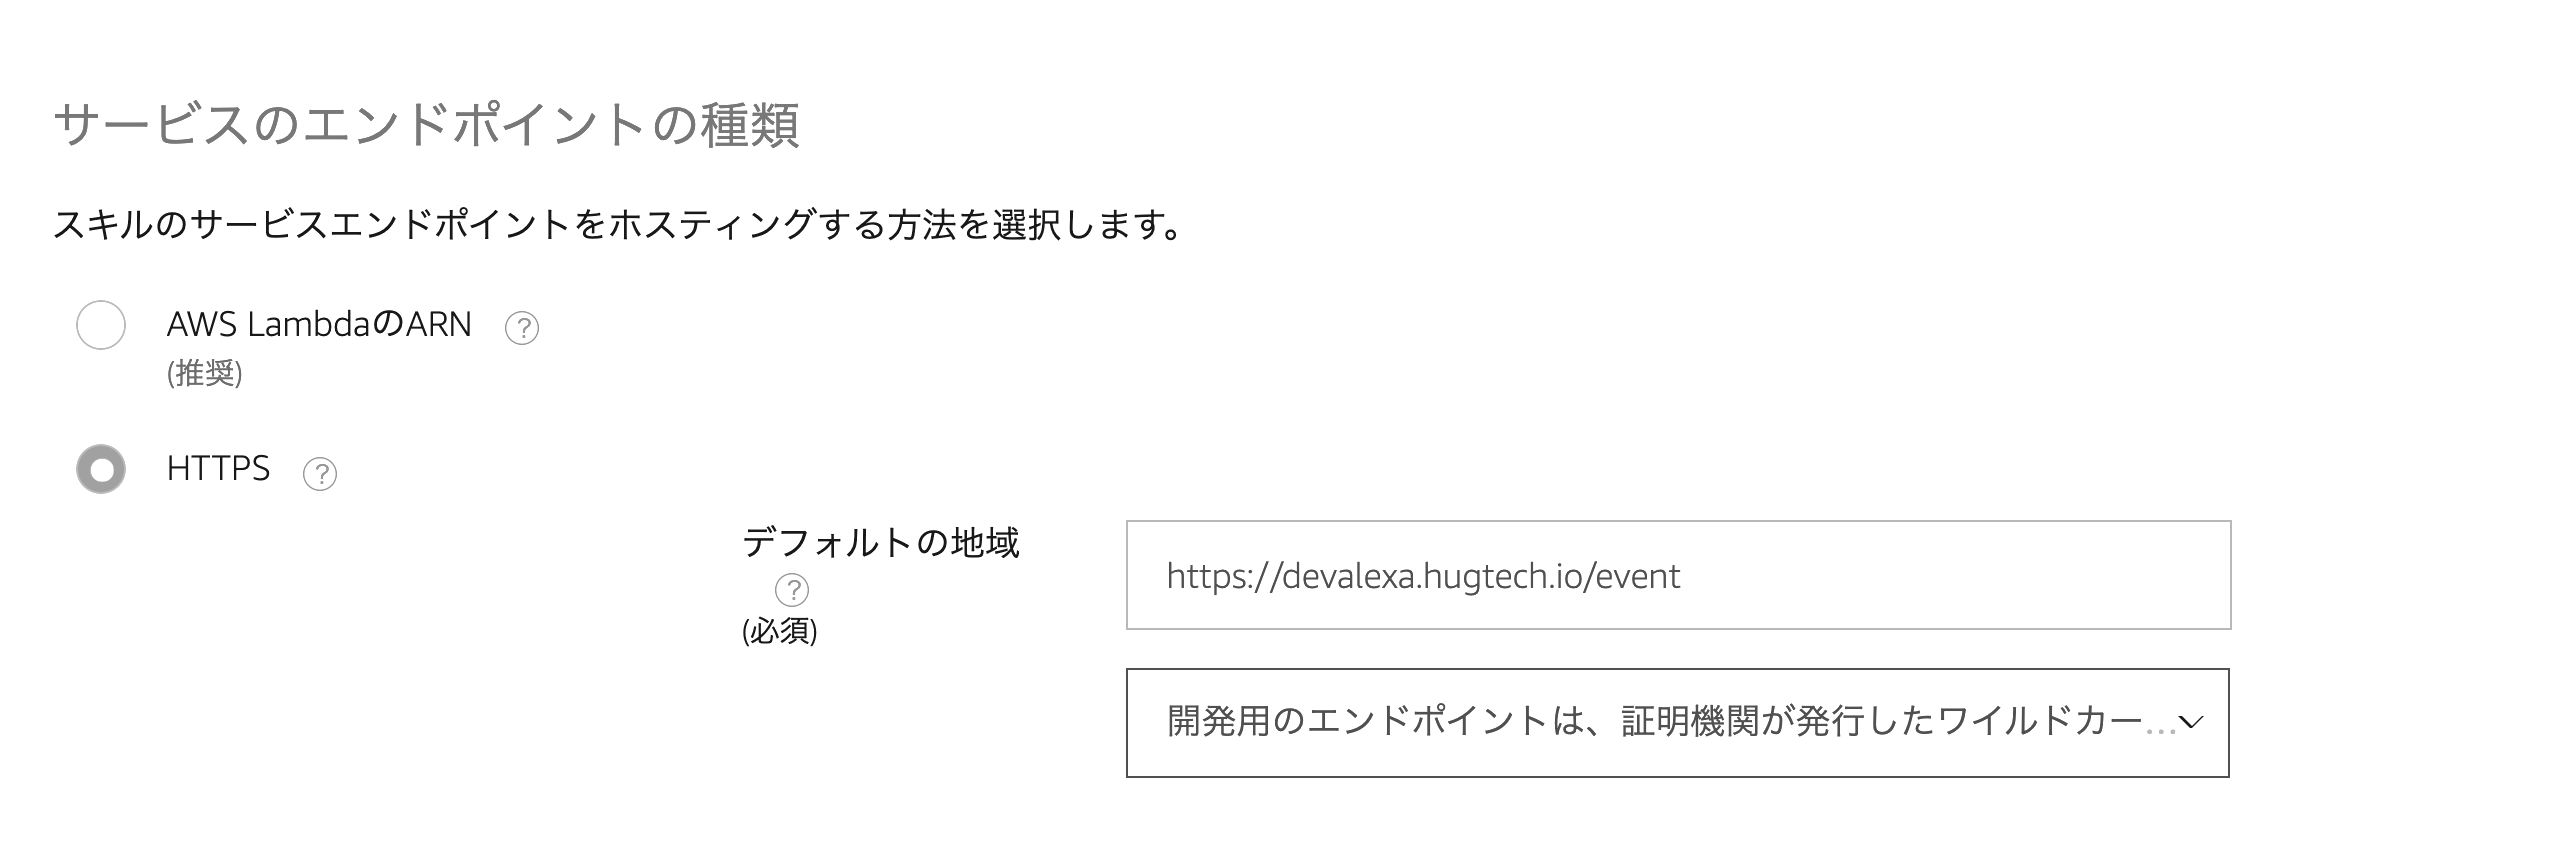 サービスのエンドポイントの種類
スキルのサービスエンドポイントをホスティングする方法を選択します。
AWS LambdaのARN ?
(推奨)
HTTPS ?
デフォルトの地域
?
(必須)
https://devalexa.hugtech.io/event
開発用のエンドポイントは、証明機関が発行したワイルドカー...